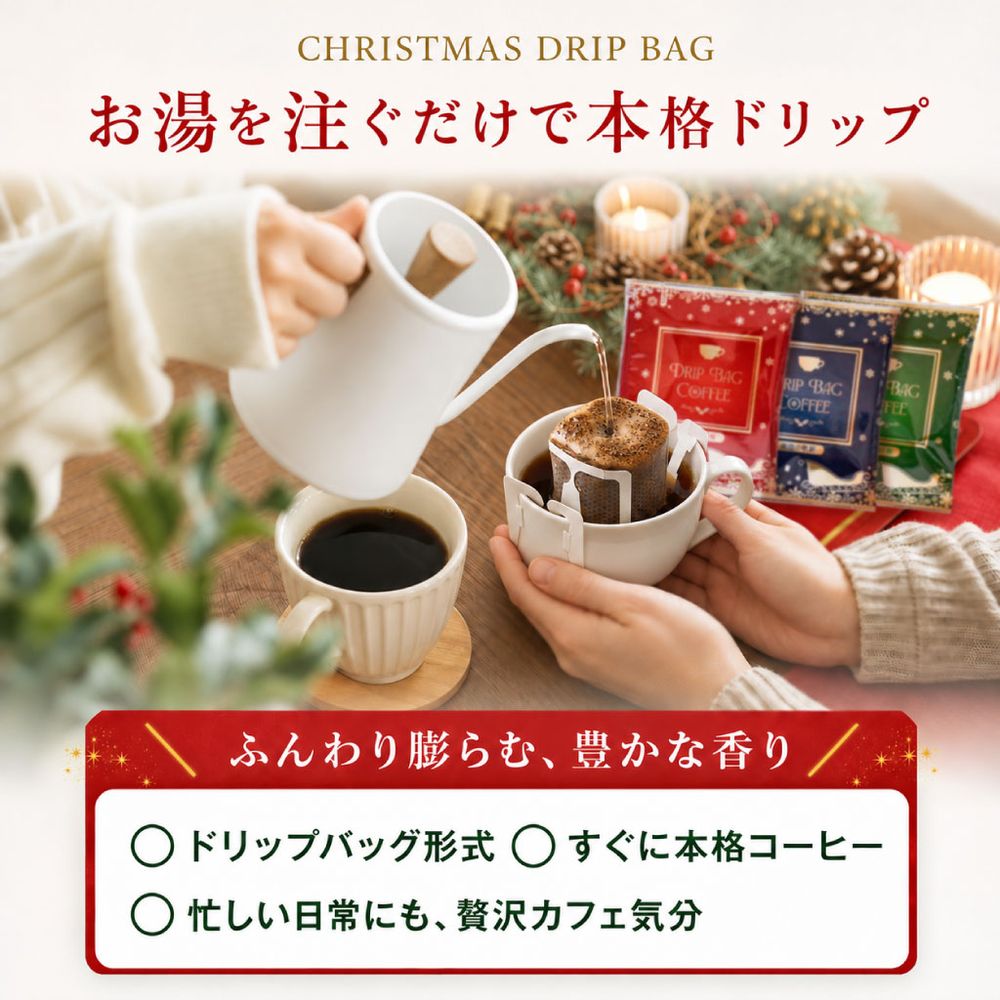 CHRISTMAS DRIP BAG
お湯を注ぐだけで本格ドリップ
DRIP BAG
COFFEE
RIP BAG
COFFEE
BAG
FEE
ふんわり膨らむ、豊かな香り
◯ ドリップバッグ形式 ◯ すぐに本格コーヒー
◯ 忙しい日常にも、贅沢カフェ気分